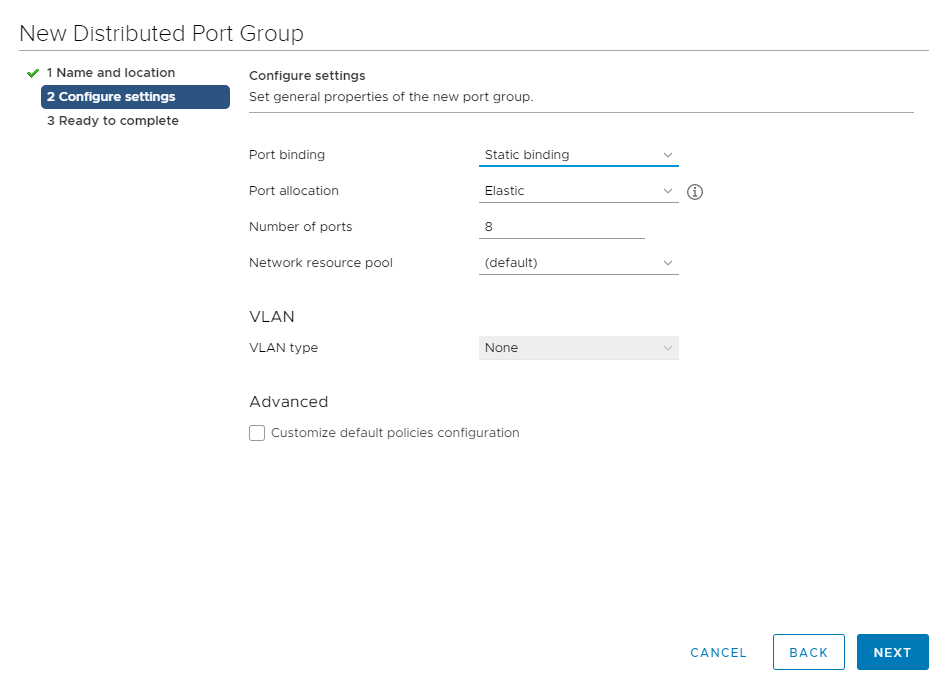 New Distributed Port Group
1 Name and location
2 Configure settings
3 Ready to complete
Configure settings
Set general properties of the new port group.
Port binding Static binding
Port allocation Elastic
Number of ports 8
Network resource pool (default)
VLAN
VLAN type None
Advanced
Customize default policies configuration
CANCEL BACK NEXT